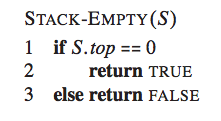 STACK-EMPTY(S)
1 if S.top == 0
2 return TRUE
3 else return FALSE